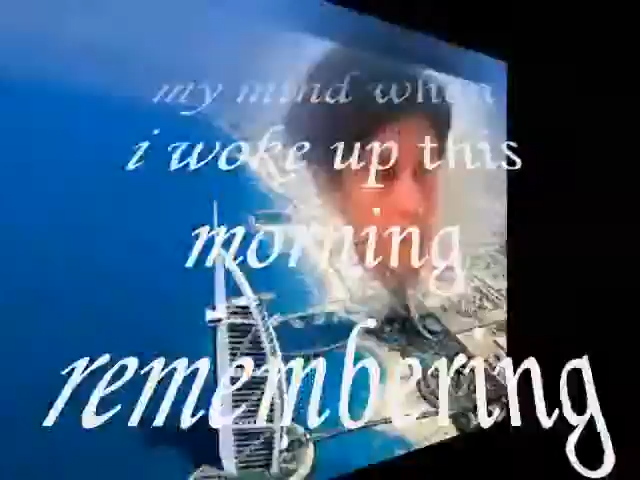 my mind when
i woke up this
morning
remembering